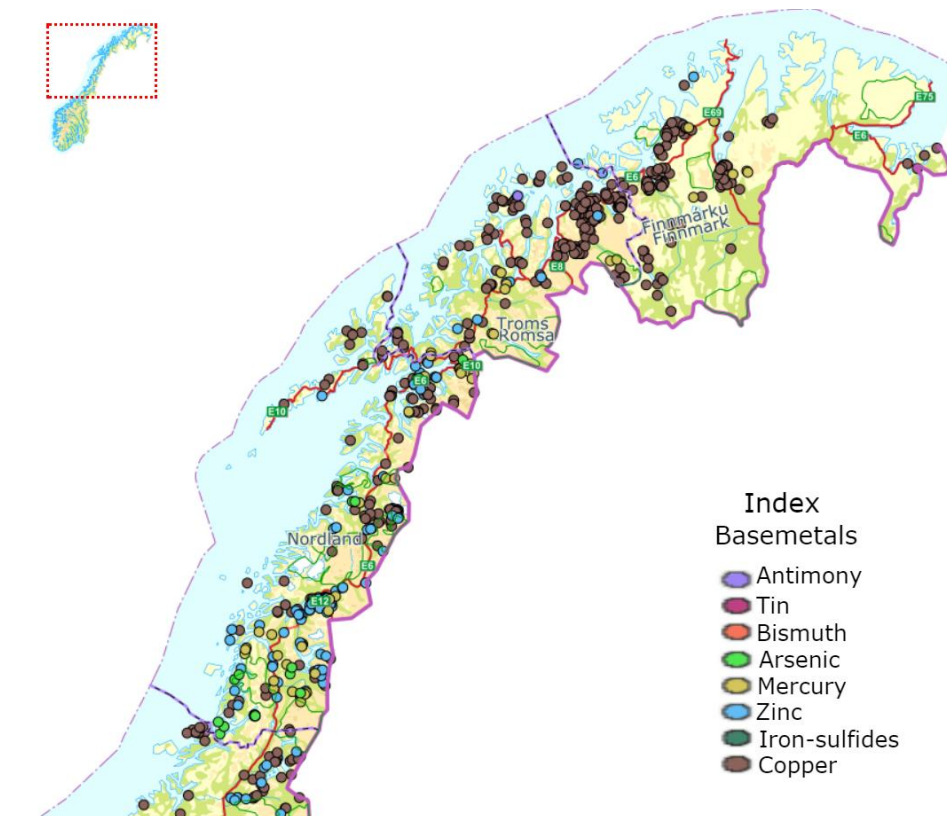 E75
E69
E6
E6
Finnmárku
Finnmark
E8
Troms
Romsa
E10
E6
E10
Nordland
E6
E12
Index
Basemetals
Antimony
Tin
Bismuth
Arsenic
Mercury
Zinc
Iron-sulfides
Copper